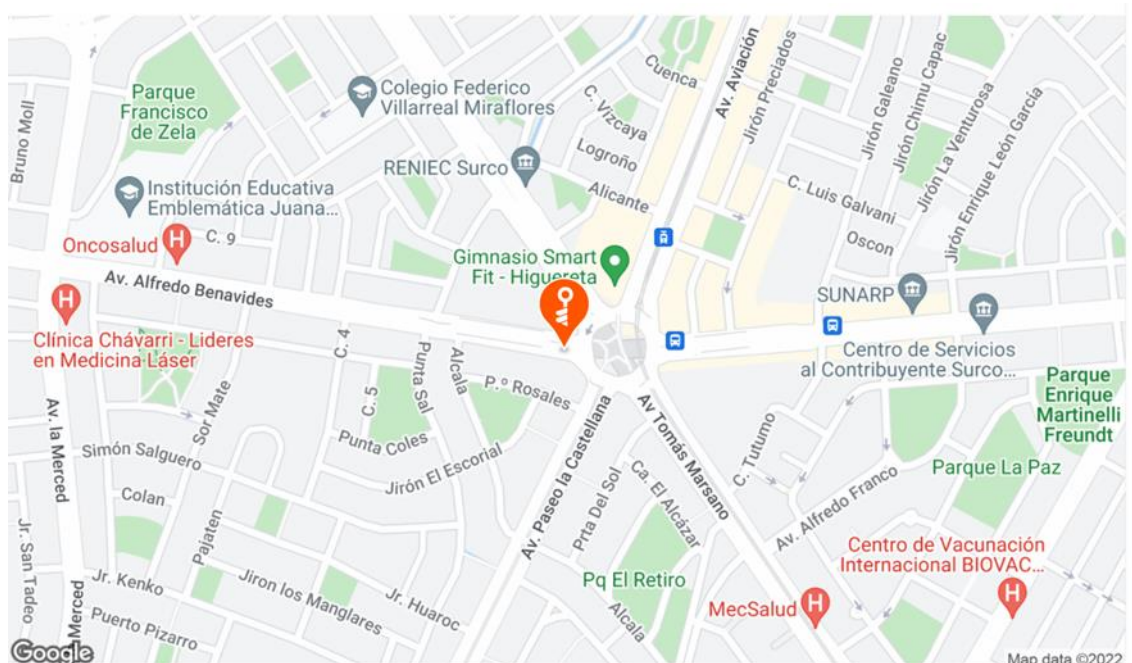 Parque
Francisco
de Zela
Bruno Moll
Colegio Federico
Villarreal Miraflores
RENIEC Surco
Cuenca
C. Vizcaya
Logroño
Alicante
Av. Aviación
Jirón Preciados
Jirón Galeano
Jirón Chimu Capac
Jirón La Venturosa
Jirón Enrique León García
C. Luis Galvani
Oscon
Institución Educativa
Emblemática Juana...
C. 9
Oncosalud
Av. Alfredo Benavides
Gimnasio Smart
Fit - Higuereta
SUNARP
Clínica Chávarri - Lideres
en Medicina Láser
C. 4
C. 5
Punta Sal
Alcala
P.º Rosales
Centro de Servicios
al Contribuyente Surco...
Parque
Enrique
Martinelli
Freundt
Av. la Merced
Sor Mate
Simón Salguero
Punta Coles
Jirón El Escorial
Av. Paseo la Castellana
Av Tomás Marsano
C. Tutumo
Parque La Paz
Colan
Pajaten
Prta Del Sol
Ca. El Alcázar
Av. Alfredo Franco
Jr. San Tadeo
Jr. Kenko
Jiron los Manglares
Jr. Huaroc
Pq El Retiro
Centro de Vacunación
Internacional BIOVAC...
MecSalud
Merced
Puerto Pizarro
Alcala
Google
Map data ©2022